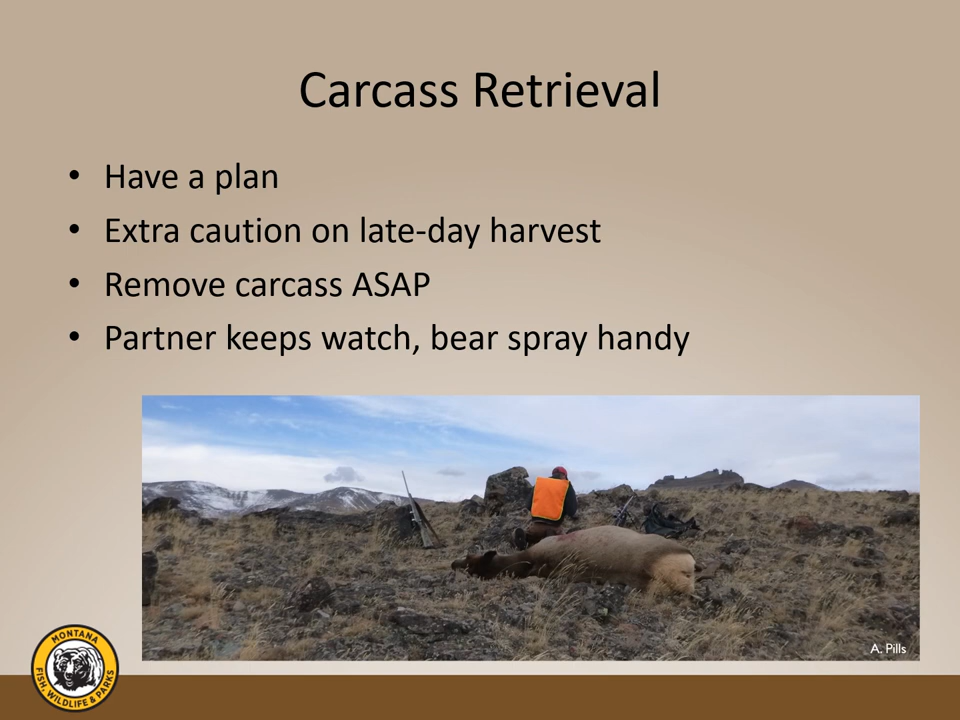 Carcass Retrieval
• Have a plan
• Extra caution on late-day harvest
• Remove carcass ASAP
• Partner keeps watch, bear spray handy
A. Pills
MONTANA
FISH, WILDLIFE & PARKS